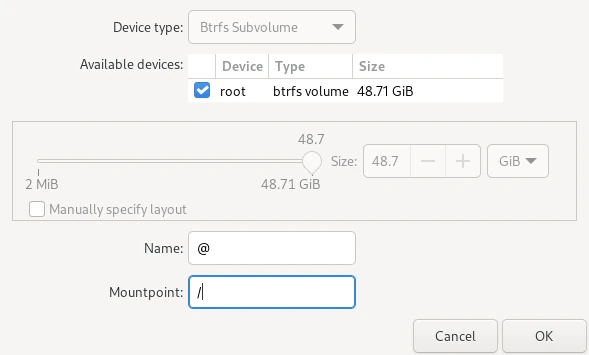 Device type: Btrfs Subvolume
Available devices: Device Type Size
root btrfs volume 48.71 GiB
48.7
Size: 48.7 GiB
2 MiB 48.71 GiB
Manually specify layout
Name: @
Mountpoint: /
Cancel OK